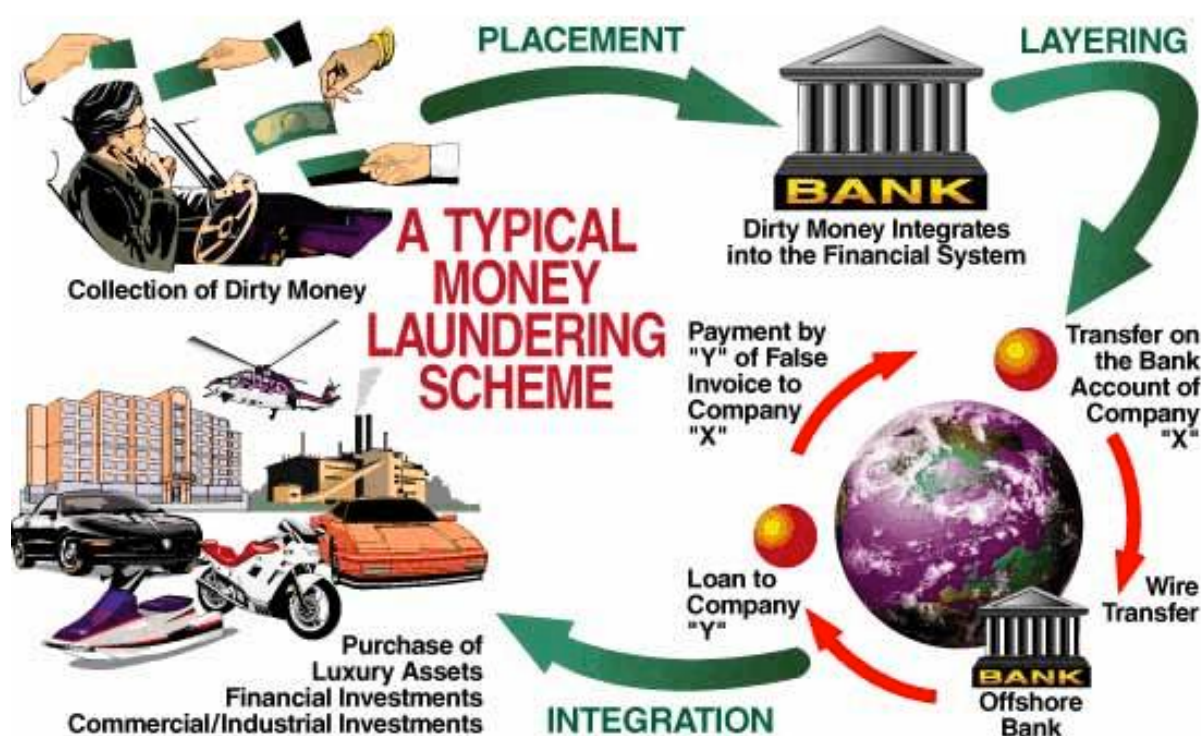 PLACEMENT
LAYERING
BANK
Dirty Money Integrates
into the Financial System
A TYPICAL
MONEY
LAUNDERING
SCHEME
Collection of Dirty Money
Transfer on
the Bank
Account of
Company
"X"
Wire
Transfer
BANK
Offshore
Bank
Loan to
Company
"Y"
Payment by
"Y" of False
Invoice to
Company
"X"
INTEGRATION
Purchase of
Luxury Assets
Financial Investments
Commercial/Industrial Investments